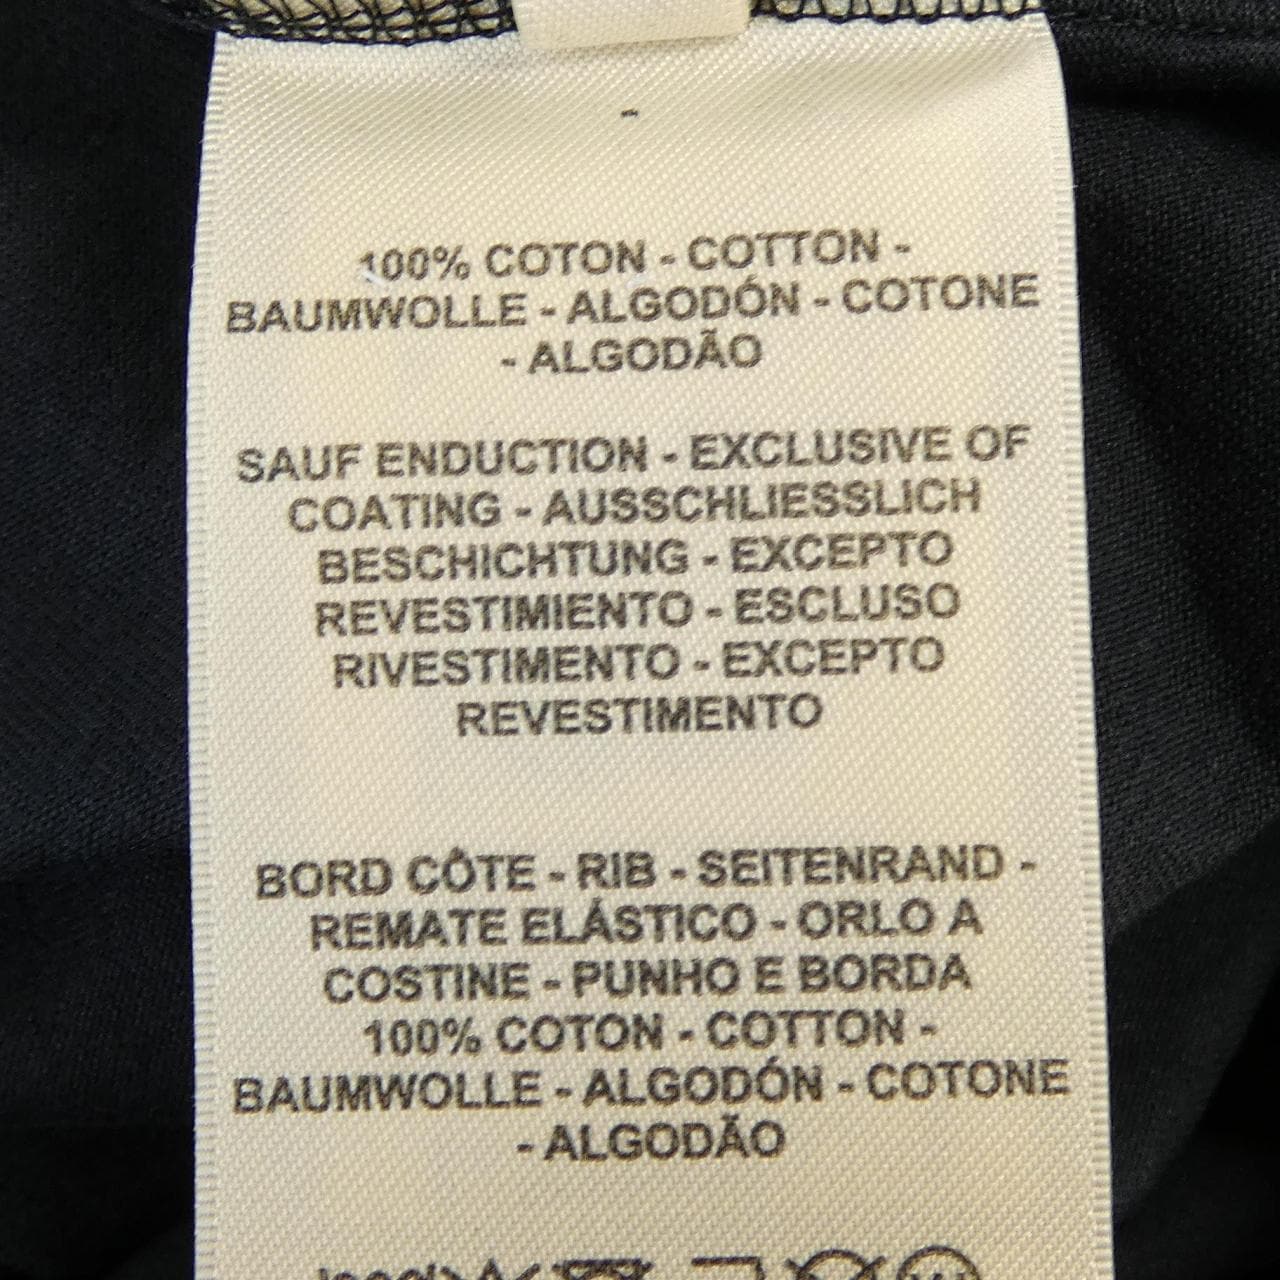 -
100% COTON - COTTON -
BAUMWOLLE - ALGODÓN - COTONE
- ALGODÃO
SAUF ENDUCTION - EXCLUSIVE OF
COATING - AUSSCHLIESSLICH
BESCHICHTUNG - EXCEPTO
REVESTIMIENTO - ESCLUSO
RIVESTIMENTO - EXCEPTO
REVESTIMENTO
BORD CÔTE - RIB - SEITENRAND -
REMATE ELÁSTICO - ORLO A
COSTINE - PUNHO E BORDA
100% COTON - COTTON -
BAUMWOLLE - ALGODÓN - COTONE
- ALGODÃO